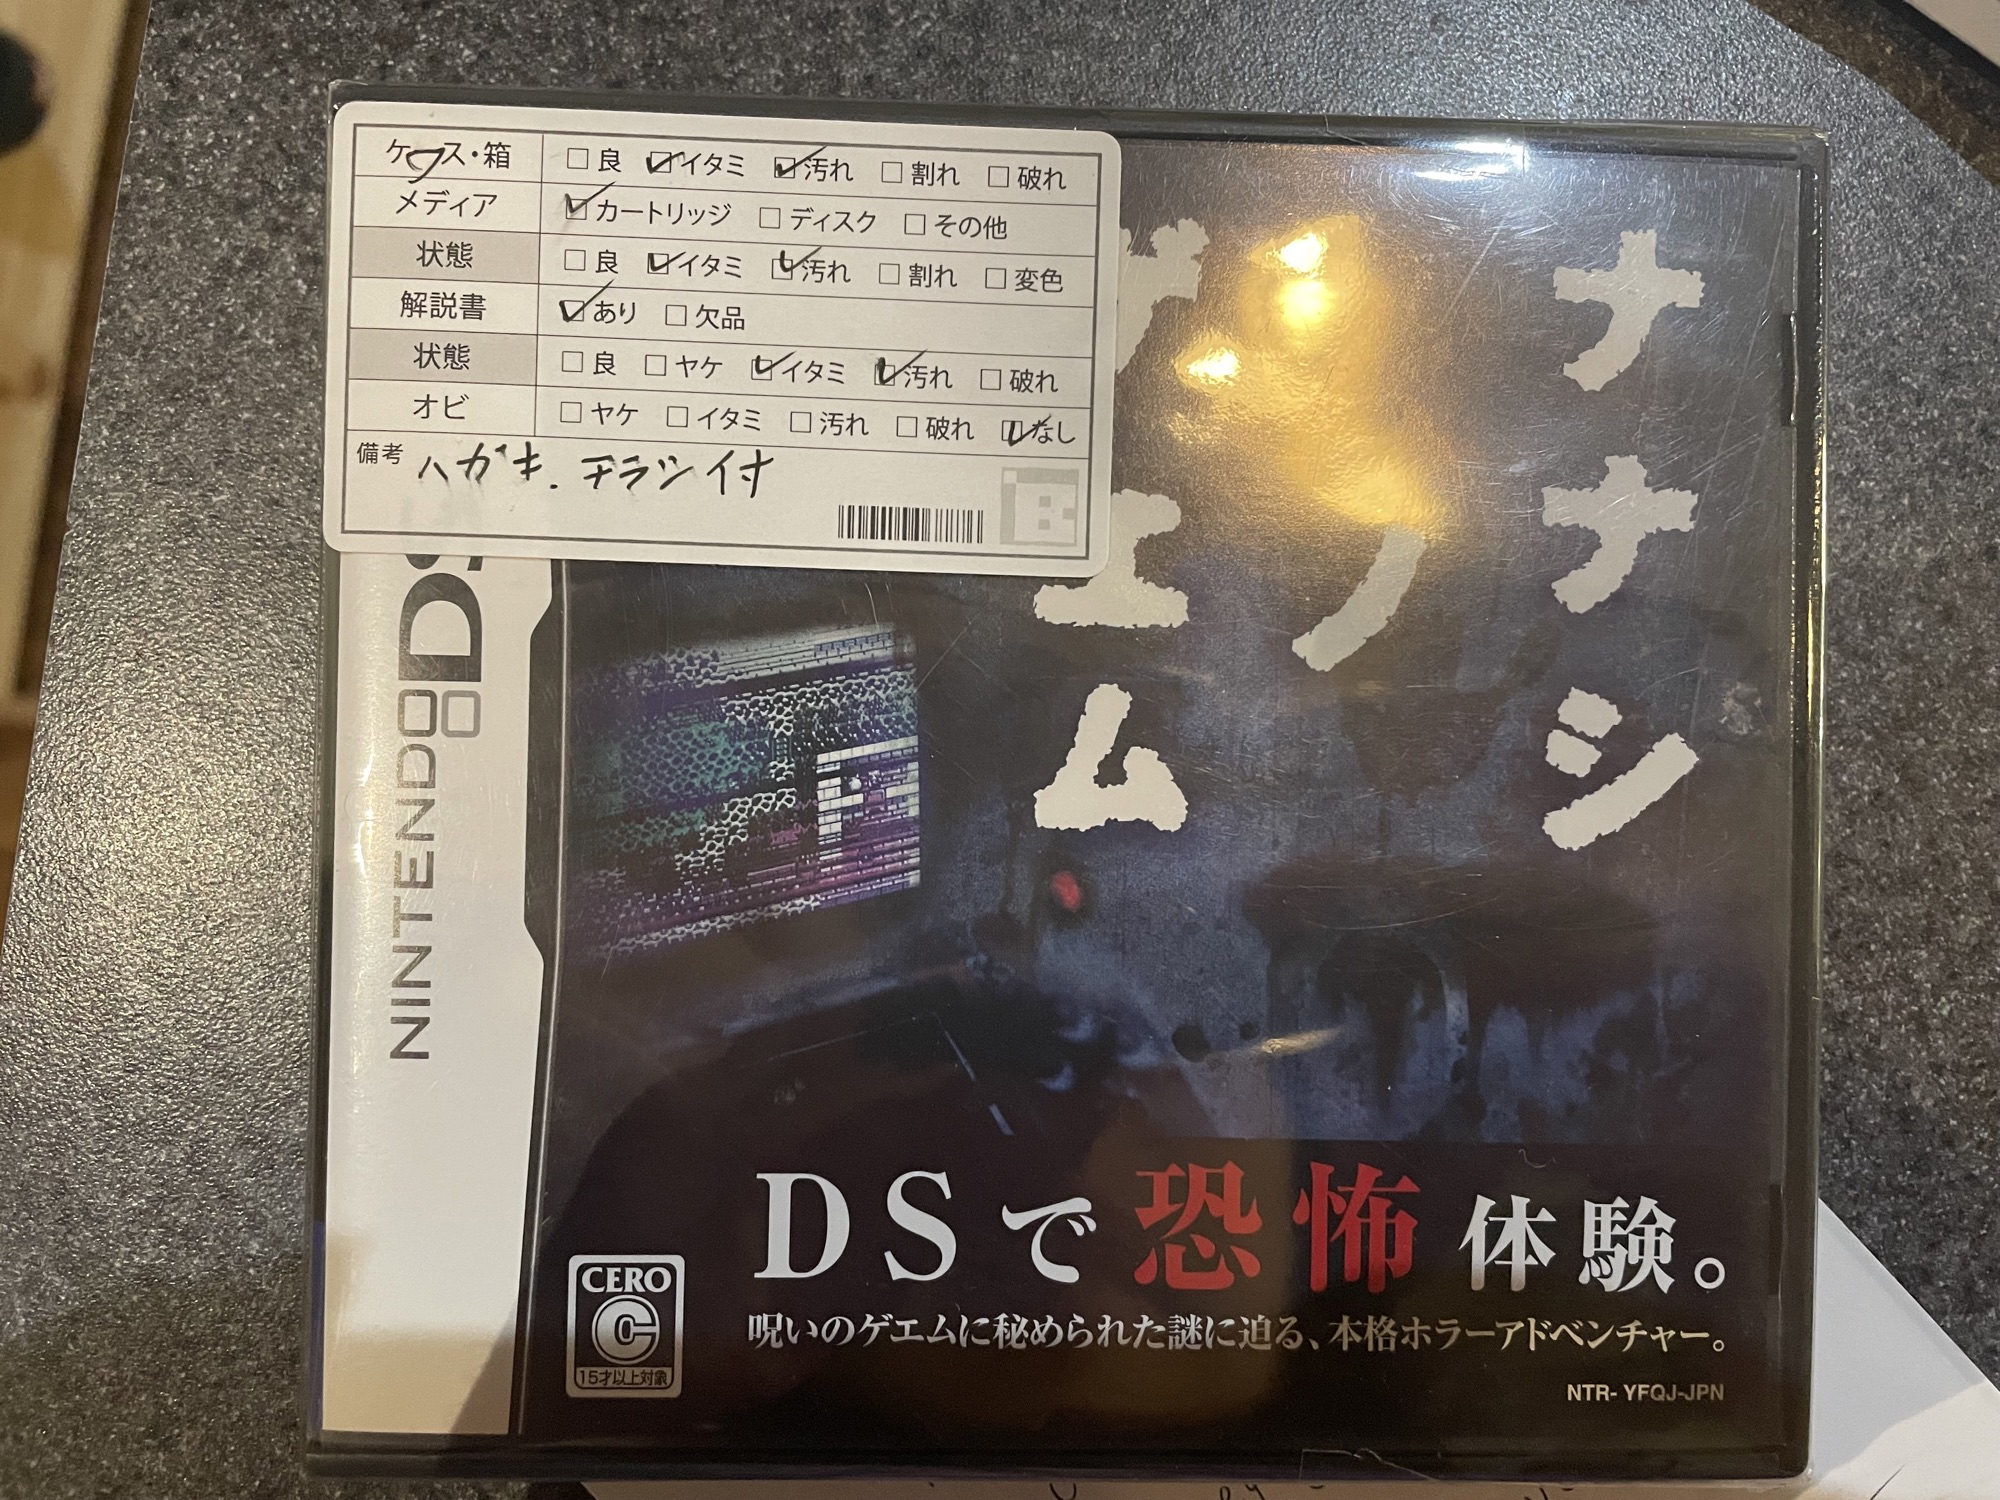 ケース・箱 □良 ☑イタミ ☑汚れ □割れ □破れ
メディア ☑カートリッジ □ディスク □その他
状態 □良 ☑イタミ ☑汚れ □割れ □変色
解説書 ☑あり □欠品
状態 □良 □ヤケ ☑イタミ ☑汚れ □破れ
オビ □ヤケ □イタミ □汚れ □破れ ☑なし
備考 ハガキ.チラシ付
NINTENDO DS
ナナシ
ノ
ゲエム
DSで恐怖体験。
呪いのゲエムに秘められた謎に迫る、本格ホラーアドベンチャー。
CERO
C
15才以上対象
NTR- YFQJ-JPN